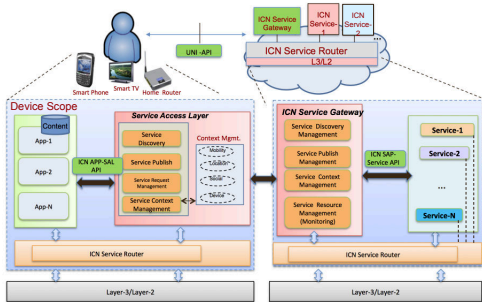 ICN Service
Gateway
ICN
Service-
1
ICN
Service-
2
...
UNI -API
ICN Service Router
L3/L2
Smart Phone
Smart TV
Home Router
Device Scope
Content
App-1
App-2
App-N
ICN APP-SAL
API
Service Access Layer
Service
Discovery
Service Publish
Service Request
Management
Service Context
Management
Context Mgmt.
Mobility
Location
Social
Device
ICN Service Router
Layer-3/Layer-2
ICN Service Gateway
Service Discovery
Management
Service Publish
Management
Service Context
Management
Service Resource
Management
(Monitoring)
ICN SAP-
Service API
Service-1
Service-2
...
Service-N
ICN Service Router
Layer-3/Layer-2